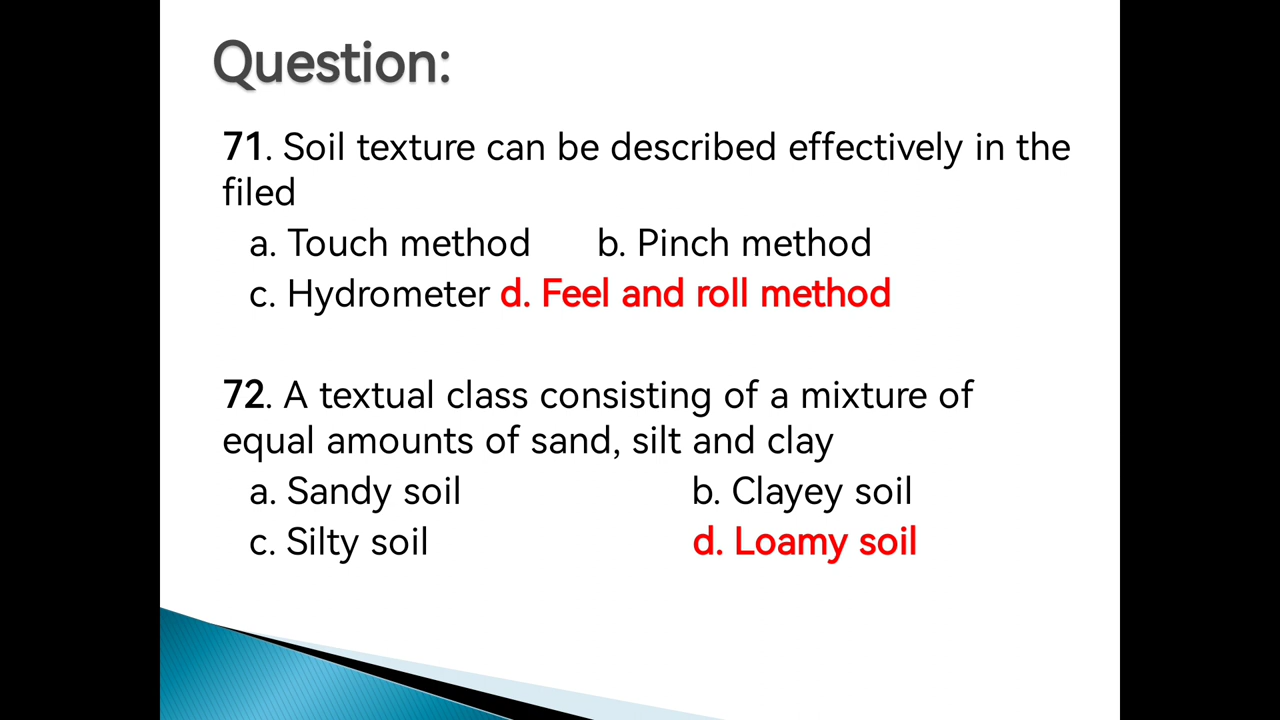 Question:
71. Soil texture can be described effectively in the
filed
a. Touch method b. Pinch method
c. Hydrometer d. Feel and roll method
72. A textual class consisting of a mixture of
equal amounts of sand, silt and clay
a. Sandy soil b. Clayey soil
c. Silty soil d. Loamy soil